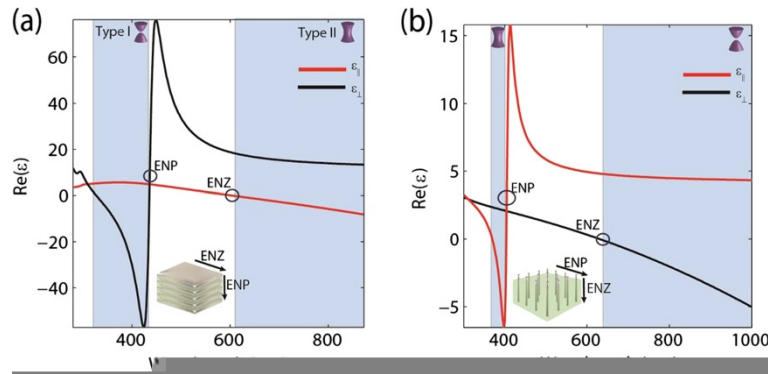 (a)
Type I
Type II
ε∥
ε⊥
ENP
ENZ
ENZ
ENP
Re(ε)
60
40
20
0
−20
−40
400
600
800
(b)
ε∥
ε⊥
ENP
ENZ
ENP
ENZ
Re(ε)
15
10
5
0
−5
400
600
800
1000